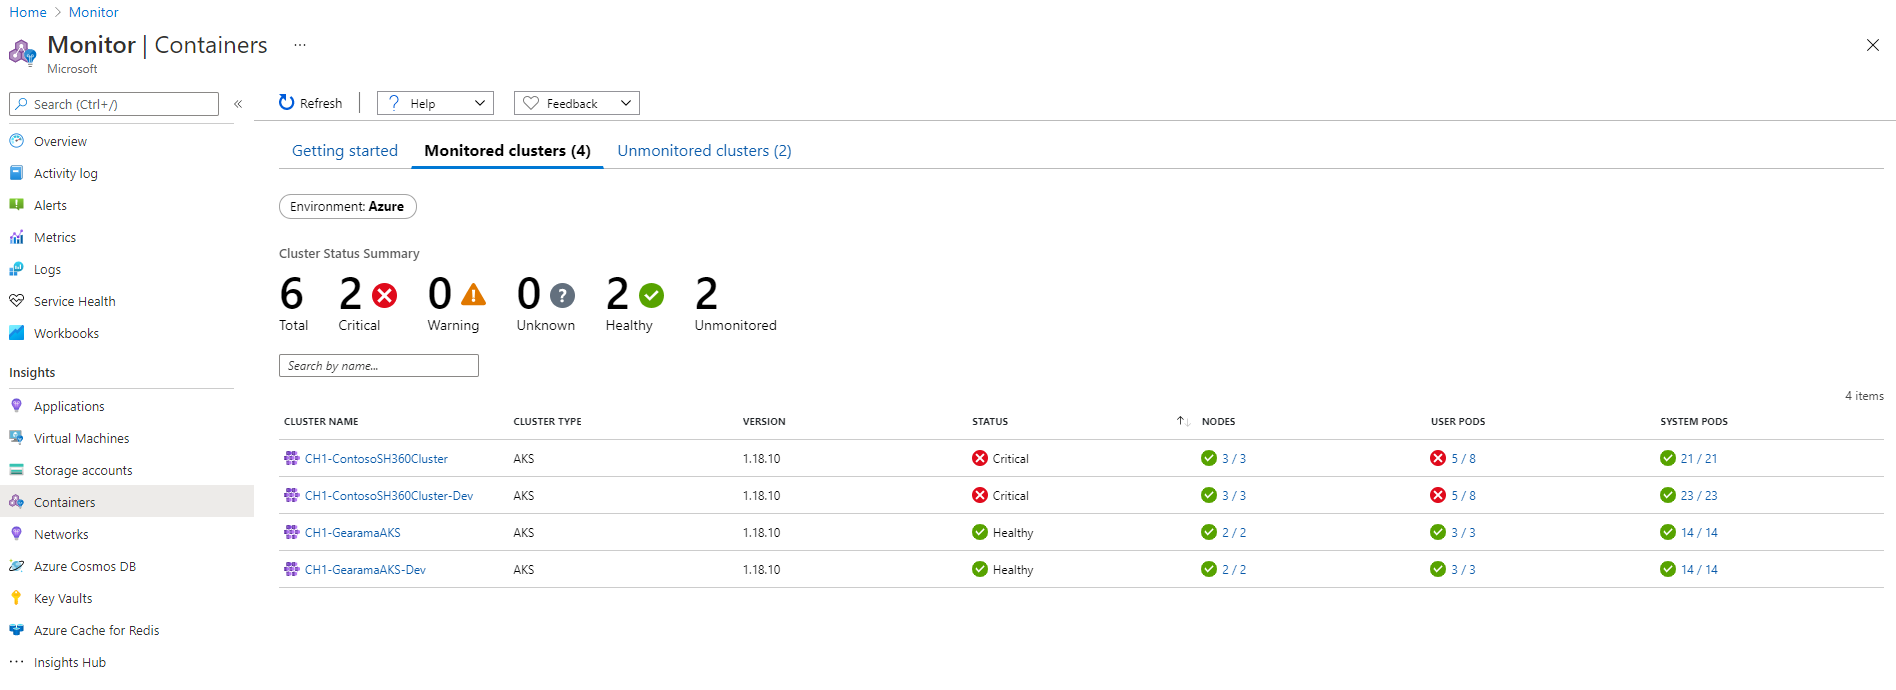 Home > Monitor
Monitor | Containers ...
Microsoft
Search (Ctrl+/)
«
Refresh
Help
Feedback
Overview
Activity log
Alerts
Metrics
Logs
Service Health
Workbooks
Insights
Applications
Virtual Machines
Storage accounts
Containers
Networks
Azure Cosmos DB
Key Vaults
Azure Cache for Redis
Insights Hub
Getting started Monitored clusters (4) Unmonitored clusters (2)
Environment: Azure
Cluster Status Summary
6 2 0 0 2 2
Total Critical Warning Unknown Healthy Unmonitored
Search by name...
4 items
CLUSTER NAME CLUSTER TYPE VERSION STATUS NODES USER PODS SYSTEM PODS
CH1-ContosoSH360Cluster AKS 1.18.10 Critical 3 / 3 5 / 8 21 / 21
CH1-ContosoSH360Cluster-Dev AKS 1.18.10 Critical 3 / 3 5 / 8 23 / 23
CH1-GearamaAKS AKS 1.18.10 Healthy 2 / 2 3 / 3 14 / 14
CH1-GearamaAKS-Dev AKS 1.18.10 Healthy 2 / 2 3 / 3 14 / 14